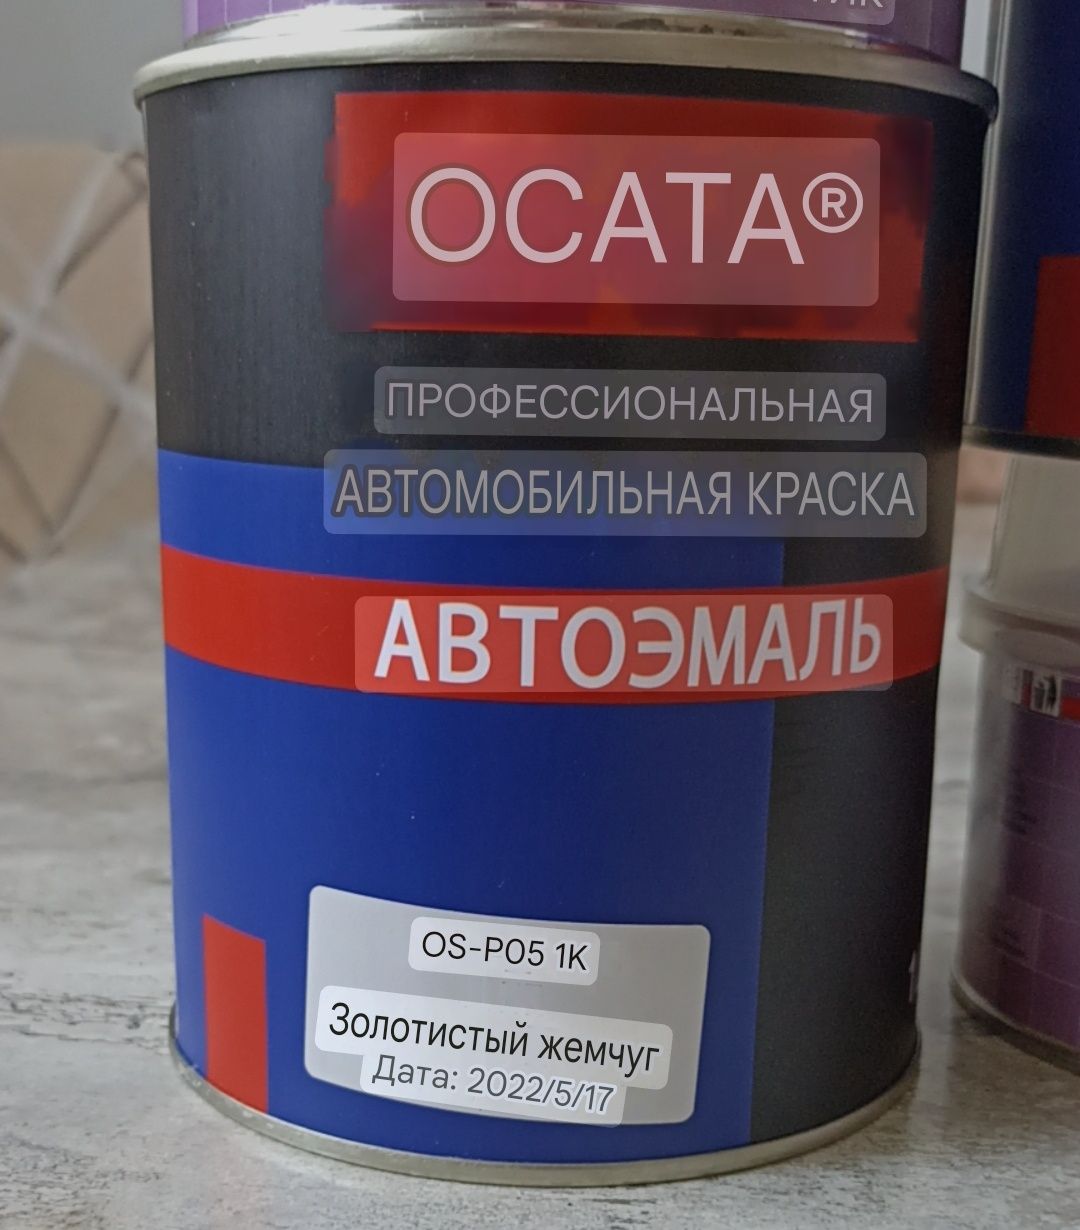 ОСАТА®
ПРОФЕССИОНАЛЬНАЯ
АВТОМОБИЛЬНАЯ КРАСКА
АВТОЭМАЛЬ
OS-P05 1K
Золотистый жемчуг
Дата: 2022/5/17